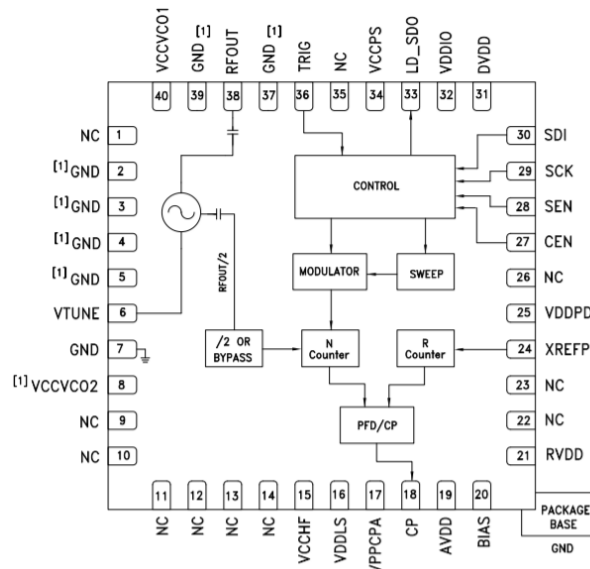 VCCVCO1
GND [1]
RFOUT
GND [1]
TRIG
NC
VCCPS
LD_SDO
VDDIO
DVDD
40
39
38
37
36
35
34
33
32
31
NC 1
[1]GND 2
[1]GND 3
[1]GND 4
[1]GND 5
VTUNE 6
GND 7
[1]VCCVCO2 8
NC 9
NC 10
30 SDI
29 SCK
28 SEN
27 CEN
26 NC
25 VDDPD
24 XREFP
23 NC
22 NC
21 RVDD
CONTROL
MODULATOR
SWEEP
RFOUT/2
/2 OR
BYPASS
N
Counter
R
Counter
PFD/CP
11
12
13
14
15
16
17
18
19
20
NC
NC
NC
NC
VCCHF
VDDLS
VPPCPA
CP
AVDD
BIAS
PACKAGE
BASE
GND